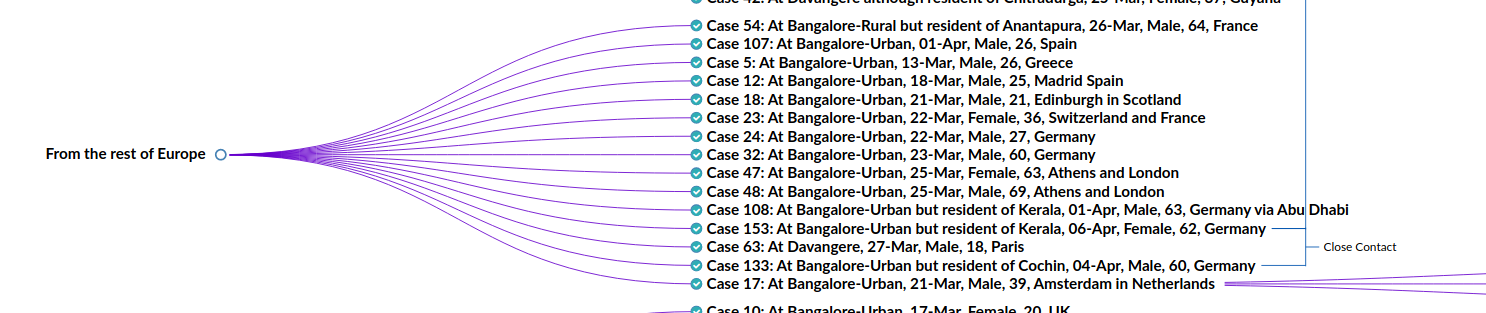 Case 42: At Davangere although resident of Chitradurga, 25-Mar, Female, 67, Guyana
Case 54: At Bangalore-Rural but resident of Anantapura, 26-Mar, Male, 64, France
Case 107: At Bangalore-Urban, 01-Apr, Male, 26, Spain
Case 5: At Bangalore-Urban, 13-Mar, Male, 26, Greece
Case 12: At Bangalore-Urban, 18-Mar, Male, 25, Madrid Spain
Case 18: At Bangalore-Urban, 21-Mar, Male, 21, Edinburgh in Scotland
Case 23: At Bangalore-Urban, 22-Mar, Female, 36, Switzerland and France
Case 24: At Bangalore-Urban, 22-Mar, Male, 27, Germany
From the rest of Europe
Case 32: At Bangalore-Urban, 23-Mar, Male, 60, Germany
Case 47: At Bangalore-Urban, 25-Mar, Female, 63, Athens and London
Case 48: At Bangalore-Urban, 25-Mar, Male, 69, Athens and London
Case 108: At Bangalore-Urban but resident of Kerala, 01-Apr, Male, 63, Germany via Abu Dhabi
Case 153: At Bangalore-Urban but resident of Kerala, 06-Apr, Female, 62, Germany
Case 63: At Davangere, 27-Mar, Male, 18, Paris
Close Contact
Case 133: At Bangalore-Urban but resident of Cochin, 04-Apr, Male, 60, Germany
Case 17: At Bangalore-Urban, 21-Mar, Male, 39, Amsterdam in Netherlands
Case 10: At Bangalore-Urban, 17-Mar, Female, 20, UK